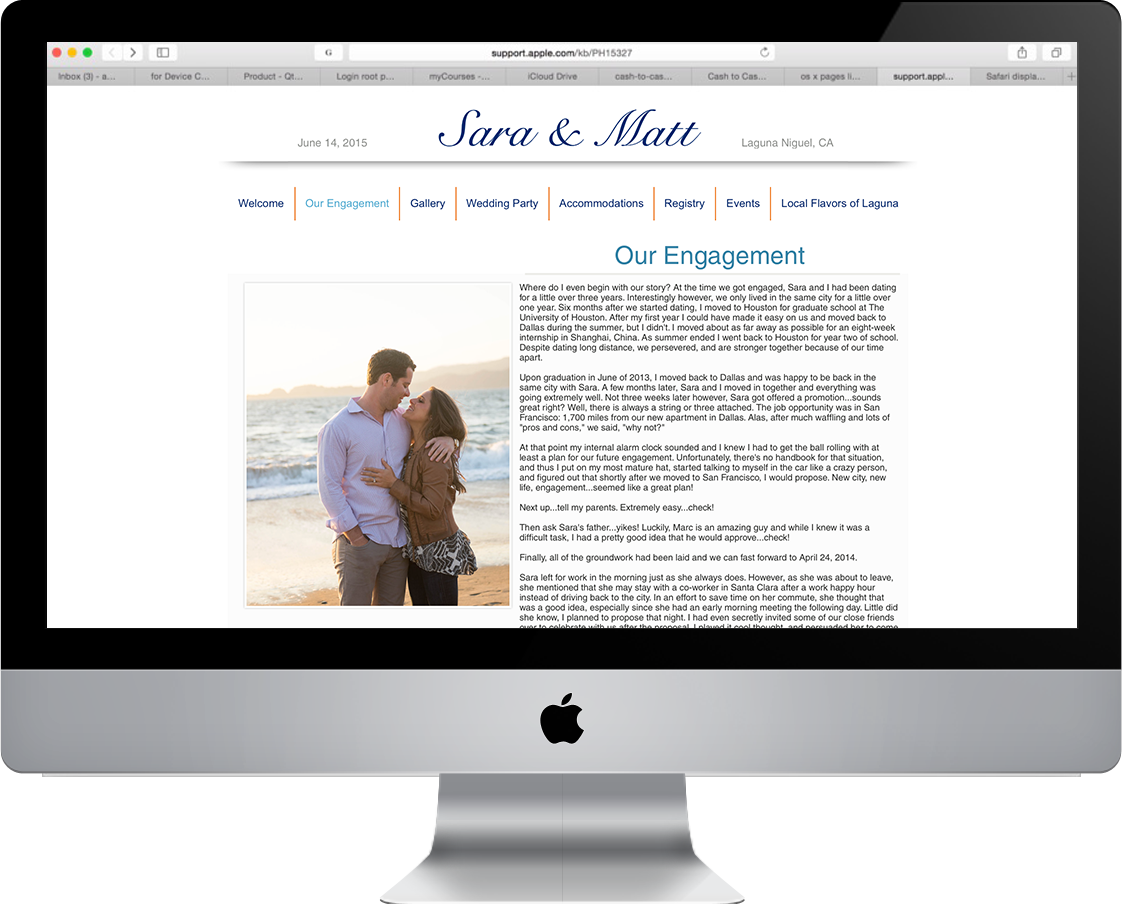 G
support.apple.com/kb/PH15327
Inbox (3) - a...
for Device C...
Product - Qt...
Login root p...
myCourses -...
iCloud Drive
cash-to-cas...
Cash to Cas...
os x pages li...
support.appl...
Safari displa...
June 14, 2015
Sara & Matt
Laguna Niguel, CA
Welcome
Our Engagement
Gallery
Wedding Party
Accommodations
Registry
Events
Local Flavors of Laguna
Our Engagement
Where do I even begin with our story? At the time we got engaged, Sara and I had been dating
for a little over three years. Interestingly however, we only lived in the same city for a little over
one year. Six months after we started dating, I moved to Houston for graduate school at The
University of Houston. After my first year I could have made it easy on us and moved back to
Dallas during the summer, but I didn't. I moved about as far away as possible for an eight-week
internship in Shanghai, China. As summer ended I went back to Houston for year two of school.
Despite dating long distance, we persevered, and are stronger together because of our time
apart.
Upon graduation in June of 2013, I moved back to Dallas and was happy to be back in the
same city with Sara. A few months later, Sara and I moved in together and everything was
going extremely well. Not three weeks later however, Sara got offered a promotion...sounds
great right? Well, there is always a string or three attached. The job opportunity was in San
Francisco: 1,700 miles from our new apartment in Dallas. Alas, after much waffling and lots of
"pros and cons," we said, "why not?"
At that point my internal alarm clock sounded and I knew I had to get the ball rolling with at
least a plan for our future engagement. Unfortunately, there's no handbook for that situation,
and thus I put on my most mature hat, started talking to myself in the car like a crazy person,
and figured out that shortly after we moved to San Francisco, I would propose. New city, new
life, engagement...seemed like a great plan!
Next up...tell my parents. Extremely easy...check!
Then ask Sara's father...yikes! Luckily, Marc is an amazing guy and while I knew it was a
difficult task, I had a pretty good idea that he would approve...check!
Finally, all of the groundwork had been laid and we can fast forward to April 24, 2014.
Sara left for work in the morning just as she always does. However, as she was about to leave,
she mentioned that she may stay with a co-worker in Santa Clara after a work happy hour
instead of driving back to the city. In an effort to save time on her commute, she thought that
was a good idea, especially since she had an early morning meeting the following day. Little did
she know, I planned to propose that night. I had even secretly invited some of our close friends
over to celebrate with us after the proposal. I played it cool thought, and persuaded her to come